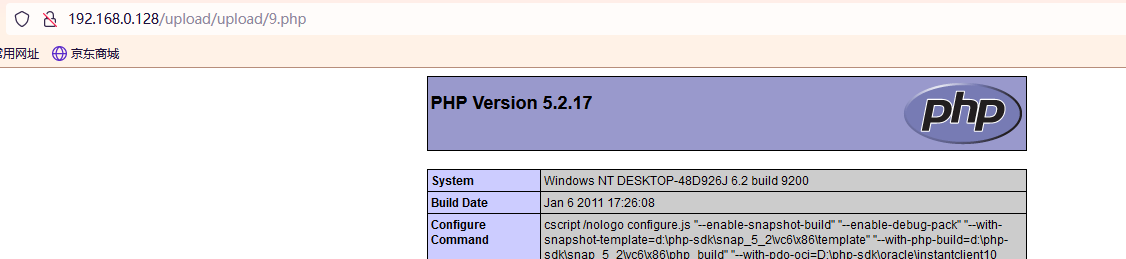 192.168.0.128/upload/upload/9.php
常用网址 京东商城
PHP Version 5.2.17
php
System Windows NT DESKTOP-48D926J 6.2 build 9200
Build Date Jan 6 2011 17:26:08
Configure Command cscript /nologo configure.js "--enable-snapshot-build" "--enable-debug-pack" "--with-
snapshot-template=d:\php-sdk\snap_5_2\vc6\x86\template" "--with-php-build=d:\php-
sdk\snap_5_2\vc6\x86\php_build" "--with-pdo-oci=D:\php-sdk\oracle\instantclient10